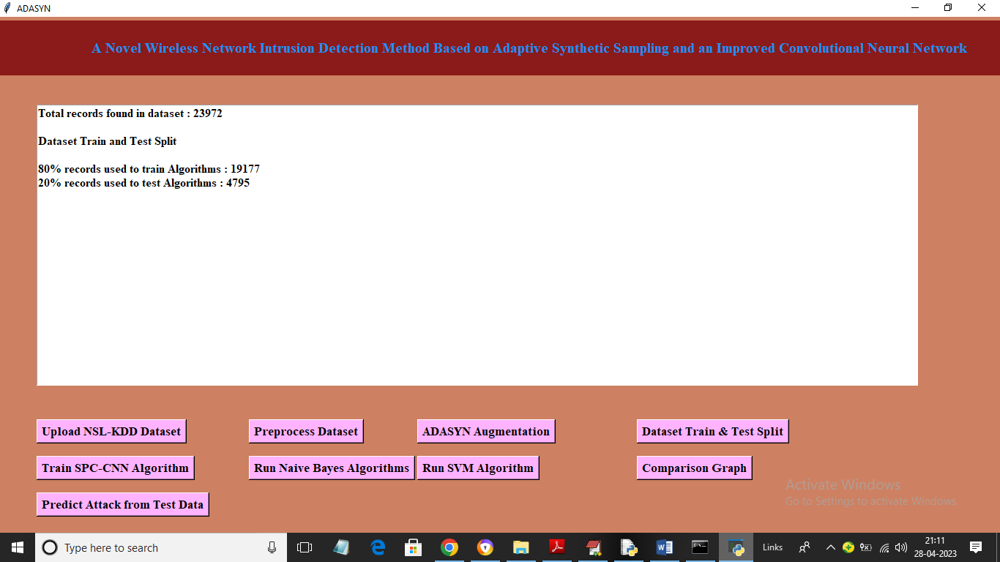 ADASYN
A Novel Wireless Network Intrusion Detection Method Based on Adaptive Synthetic Sampling and an Improved Convolutional Neural Network
Total records found in dataset : 23972
Dataset Train and Test Split
80% records used to train Algorithms : 19177
20% records used to test Algorithms : 4795
Upload NSL-KDD Dataset
Preprocess Dataset
ADASYN Augmentation
Dataset Train & Test Split
Train SPC-CNN Algorithm
Run Naive Bayes Algorithms
Run SVM Algorithm
Comparison Graph
Predict Attack from Test Data
Activate Windows
Go to Settings to activate Windows.
Type here to search
Links
21:11
28-04-2023